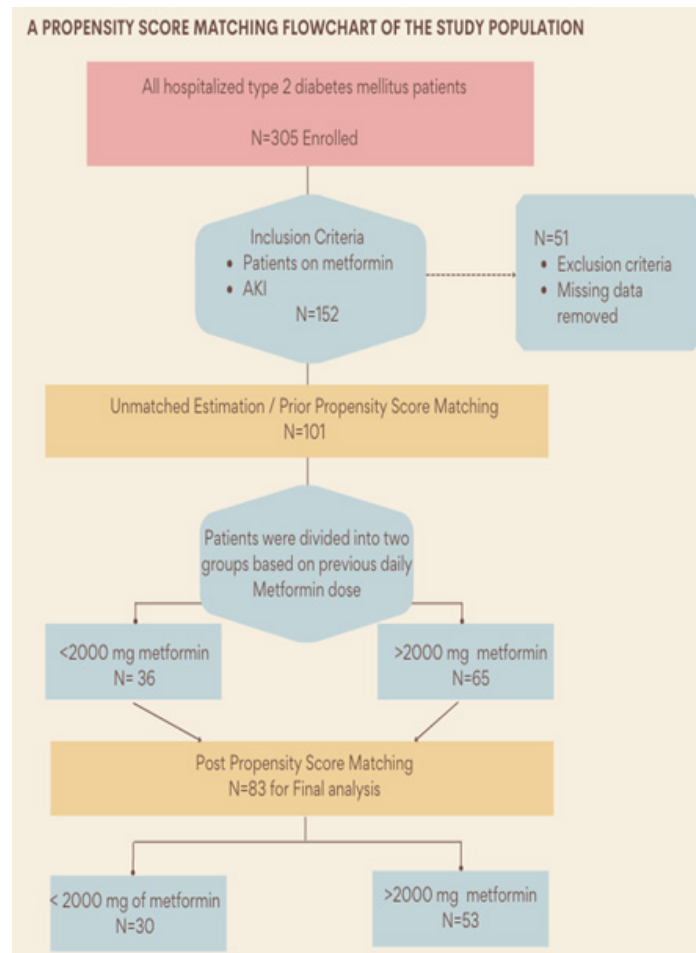 A PROPENSITY SCORE MATCHING FLOWCHART OF THE STUDY POPULATION
All hospitalized type 2 diabetes mellitus patients
N=305 Enrolled
Inclusion Criteria
• Patients on metformin
• AKI
N=152
N=51
• Exclusion criteria
• Missing data
removed
Unmatched Estimation / Prior Propensity Score Matching
N=101
Patients were divided into two
groups based on previous daily
Metformin dose
<2000 mg metformin
N= 36
>2000 mg metformin
N=65
Post Propensity Score Matching
N=83 for Final analysis
< 2000 mg of metformin
N=30
>2000 mg metformin
N=53